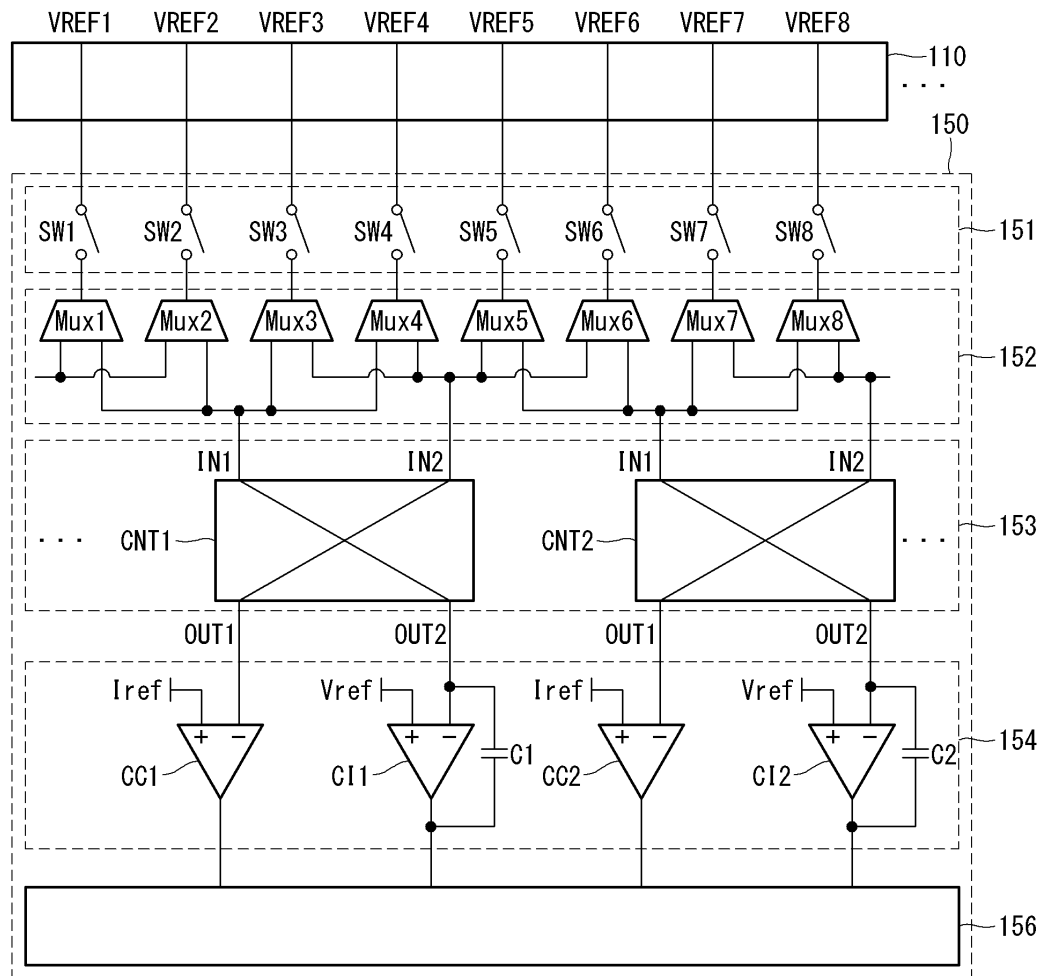 VREF1 VREF2 VREF3 VREF4 VREF5 VREF6 VREF7 VREF8
110
. . .
150
SW1 SW2 SW3 SW4 SW5 SW6 SW7 SW8
151
Mux1 Mux2 Mux3 Mux4 Mux5 Mux6 Mux7 Mux8
152
IN1 IN2 IN1 IN2
. . . CNT1 CNT2 . . .
153
OUT1 OUT2 OUT1 OUT2
Iref Vref Iref Vref
+ − + − + − + −
154
CC1 CI1 C1 CC2 CI2 C2
156